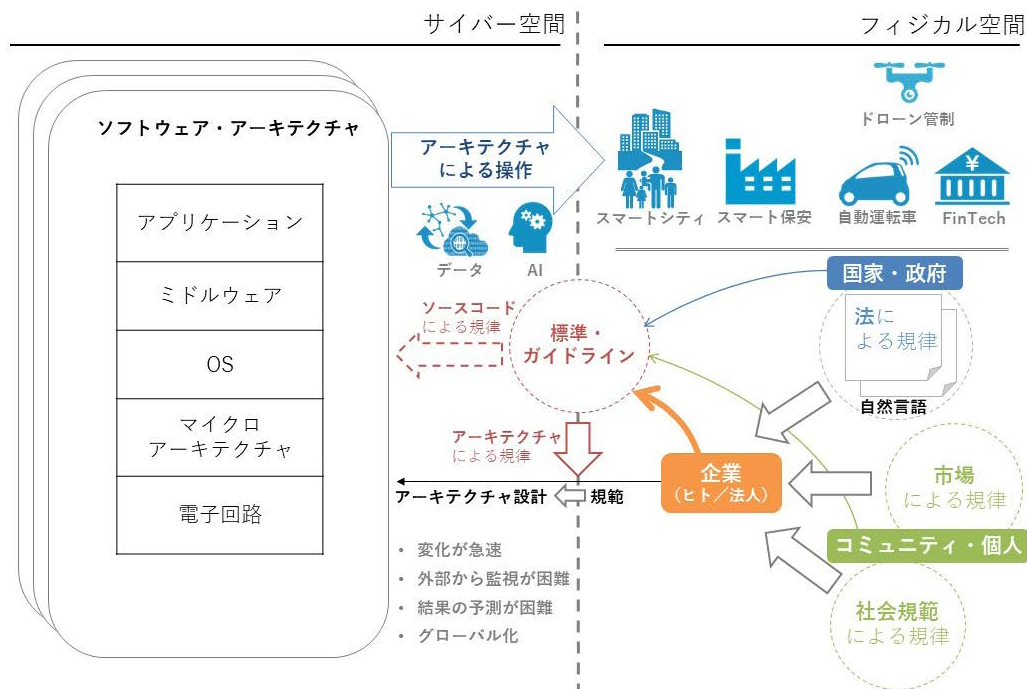 サイバー空間
フィジカル空間
ソフトウェア・アーキテクチャ
アプリケーション
ミドルウェア
OS
マイクロ
アーキテクチャ
電子回路
アーキテクチャ
による操作
データ
AI
ドローン管制
スマートシティ
スマート保安
自動運転車
FinTech
ソースコード
による規律
標準・
ガイドライン
国家・政府
法に
よる規律
自然言語
アーキテクチャ
による規律
企業
(ヒト/法人)
アーキテクチャ設計
規範
市場
による規律
コミュニティ・個人
社会規範
による規律
・ 変化が急速
・ 外部から監視が困難
・ 結果の予測が困難
・ グローバル化